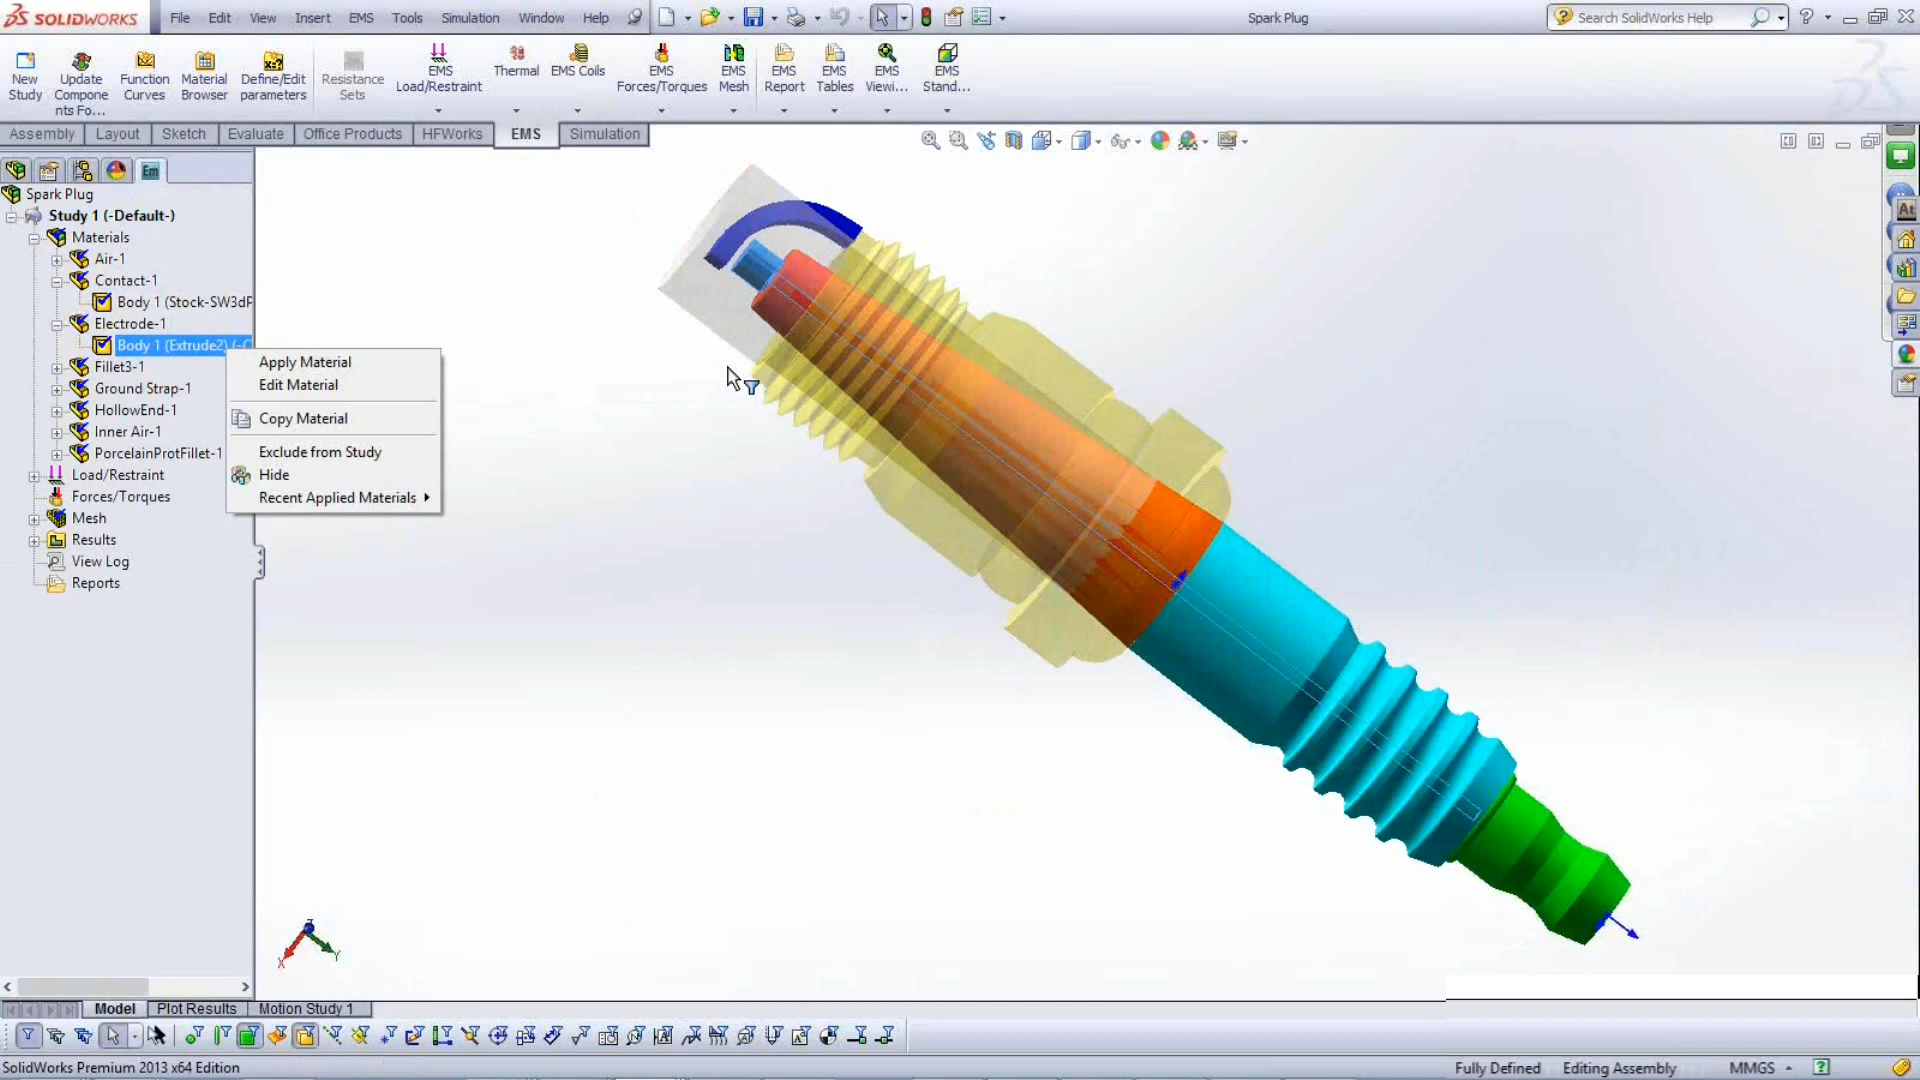 SOLIDWORKS File Edit View Insert EMS Tools Simulation Window Help Spark Plug Search SolidWorks Help
New Study
Update Compone nts Fo...
Function Curves
Material Browser
Define/Edit parameters
Resistance Sets
EMS Load/Restraint
Thermal
EMS Coils
EMS Forces/Torques
EMS Mesh
EMS Report
EMS Tables
EMS Viewi...
EMS Stand...
Assembly Layout Sketch Evaluate Office Products HFWorks EMS Simulation
Em
At
Spark Plug
Study 1 (-Default-)
Materials
Air-1
Contact-1
Body 1 (Stock-SW3dP
Electrode-1
Body 1 (Extrude2) (-C
Fillet3-1
Ground Strap-1
HollowEnd-1
Inner Air-1
PorcelainProtFillet-1
Load/Restraint
Forces/Torques
Mesh
Results
View Log
Reports
Apply Material
Edit Material
Copy Material
Exclude from Study
Hide
Recent Applied Materials
Z
X
Y
Model Plot Results Motion Study 1
SolidWorks Premium 2013 x64 Edition Fully Defined Editing Assembly MMGS